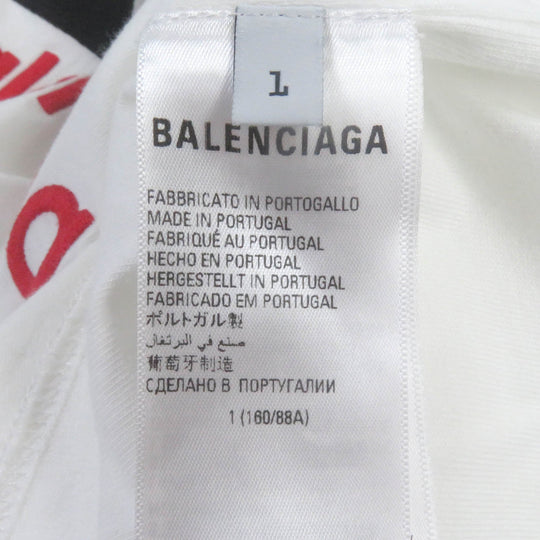 1
BALENCIAGA
FABBRICATO IN PORTOGALLO
MADE IN PORTUGAL
FABRIQUÉ AU PORTUGAL
HECHO EN PORTUGAL
HERGESTELLT IN PORTUGAL
FABRICADO EM PORTUGAL
ポルトガル製
صنع في البرتغال
葡萄牙制造
СДЕЛАНО В ПОРТУГАЛИИ
1 (160/88A)